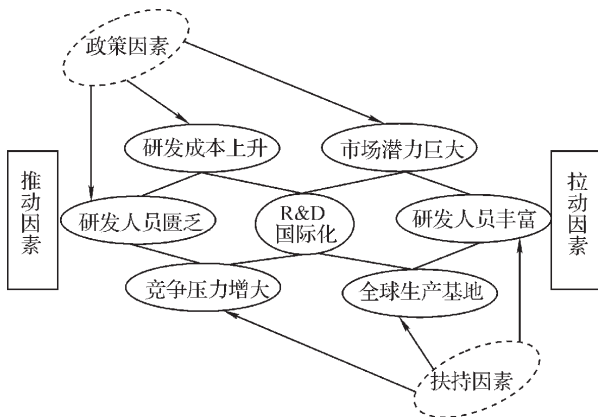 政策因素
研发成本上升
市场潜力巨大
推动因素
研发人员匮乏
R&D
国际化
研发人员丰富
拉动因素
竞争压力增大
全球生产基地
扶持因素